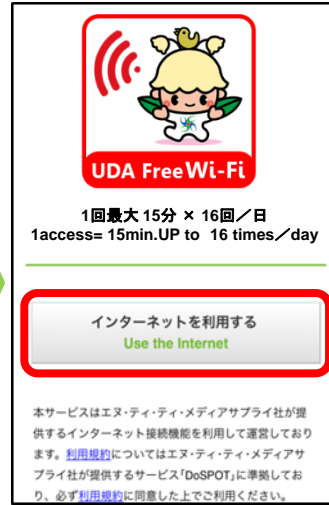 UDA FreeWi-Fi
1回最大 15分 × 16回／日
1access= 15min.UP to 16 times／day
インターネットを利用する
Use the Internet
本サービスはエヌ･ティ･ティ･メディアサプライ社が提
供するインターネット接続機能を利用して運営しており
ます。利用規約についてはエヌ･ティ･ティ･メディアサ
プライ社が提供するサービス｢DoSPOT｣に準拠してお
り、必ず利用規約に同意した上でご利用ください。